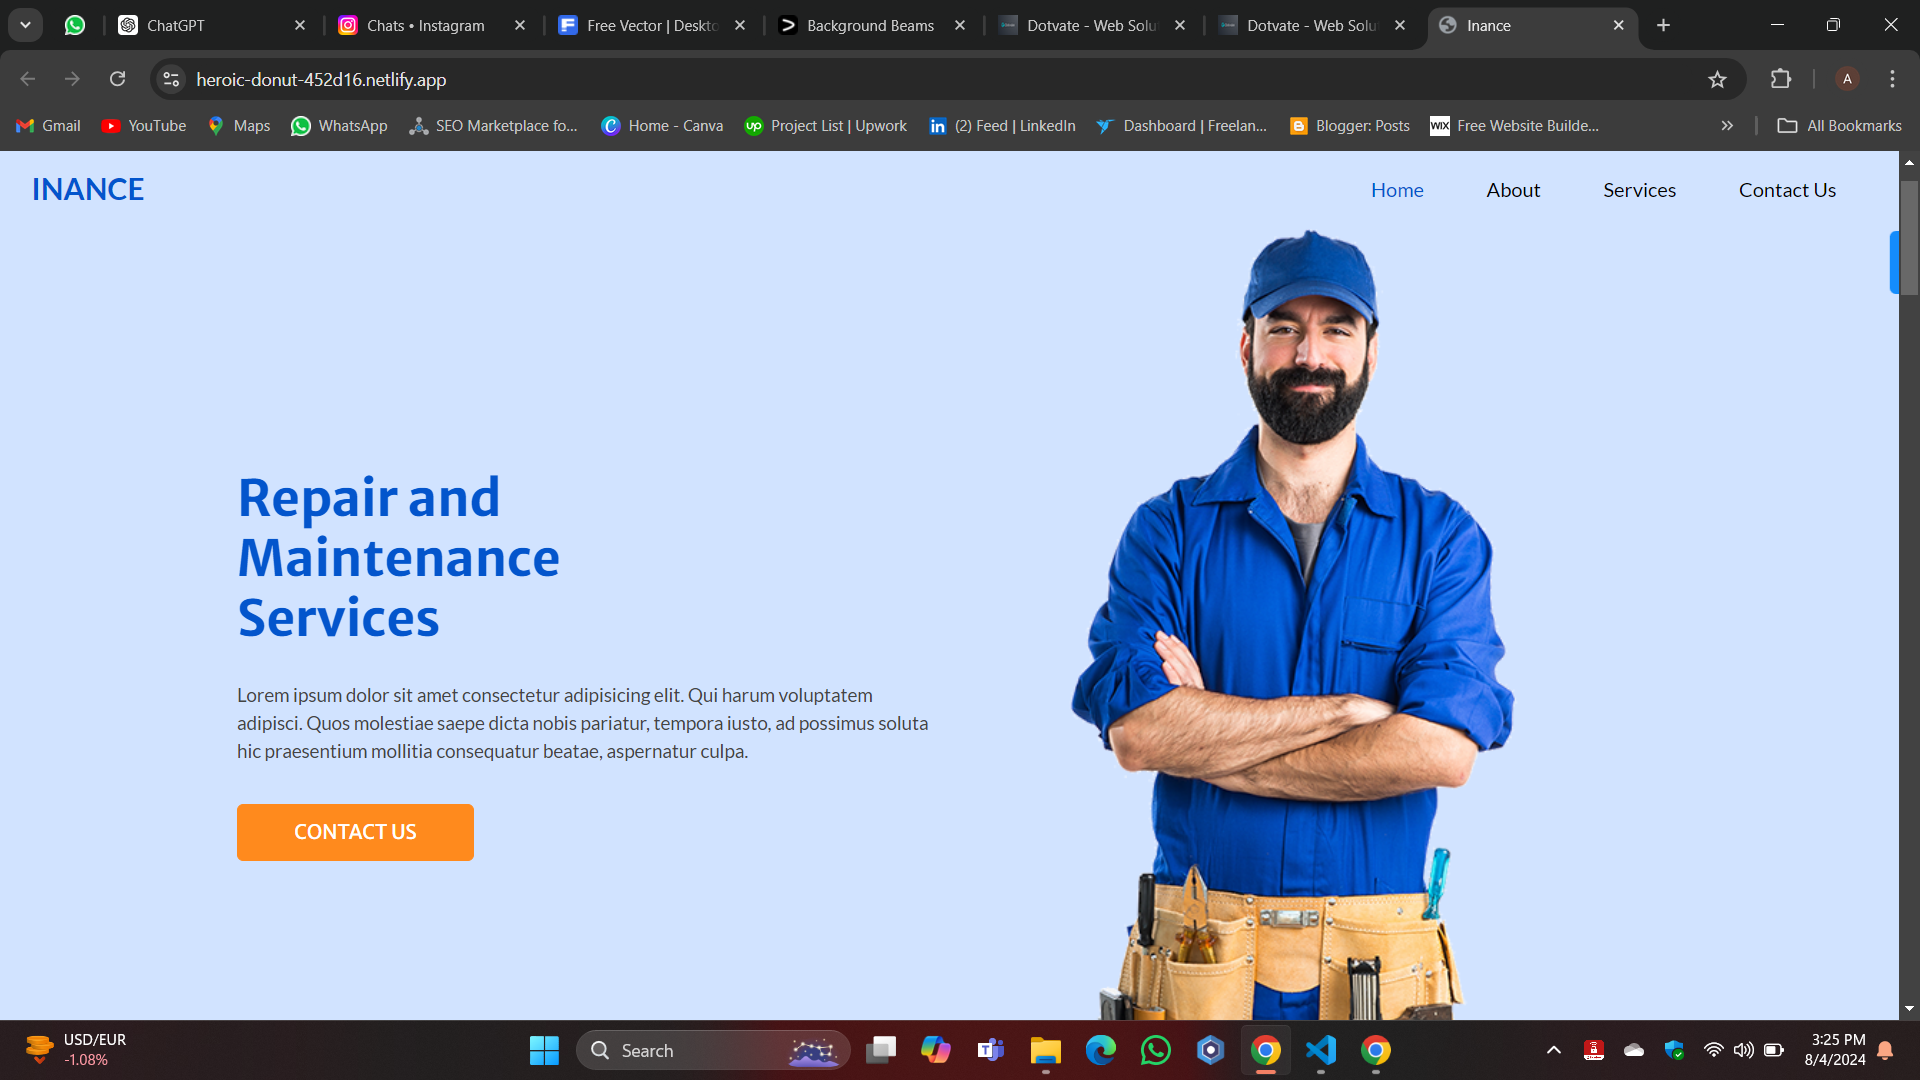 ChatGPT
Chats • Instagram
Free Vector | Deskto
Background Beams
Dotvate - Web Solu
Dotvate - Web Solu
Inance
heroic-donut-452d16.netlify.app
A
Gmail
YouTube
Maps
WhatsApp
SEO Marketplace fo...
Home - Canva
up Project List | Upwork
in (2) Feed | LinkedIn
Dashboard | Freelan...
Blogger: Posts
WIX Free Website Builde...
All Bookmarks
INANCE
Home
About
Services
Contact Us
Repair and
Maintenance
Services
Lorem ipsum dolor sit amet consectetur adipisicing elit. Qui harum voluptatem
adipisci. Quos molestiae saepe dicta nobis pariatur, tempora iusto, ad possimus soluta
hic praesentium mollitia consequatur beatae, aspernatur culpa.
CONTACT US
USD/EUR
-1.08%
Search
3:25 PM
8/4/2024